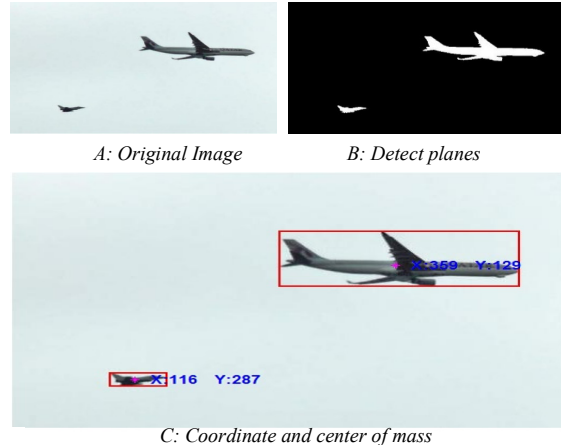 A: Original Image
B: Detect planes
X:359 Y:129
X:116 Y:287
C: Coordinate and center of mass